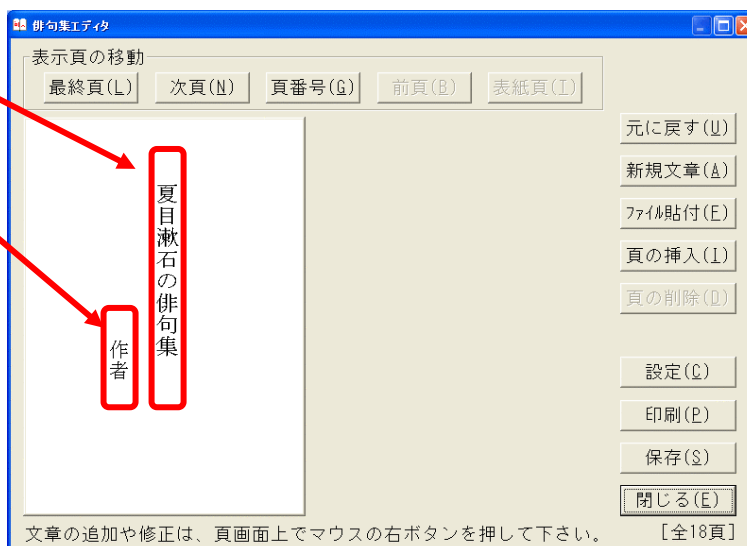 俳句集エディタ
表示頁の移動
最終頁(L) 次頁(N) 頁番号(G) 前頁(B) 表紙頁(T)
夏目漱石の俳句集
作者
元に戻す(U)
新規文章(A)
ﾌｧｲﾙ貼付(F)
頁の挿入(I)
頁の削除(D)
設定(C)
印刷(P)
保存(S)
閉じる(E)
文章の追加や修正は、頁画面上でマウスの右ボタンを押して下さい。 [全18頁]